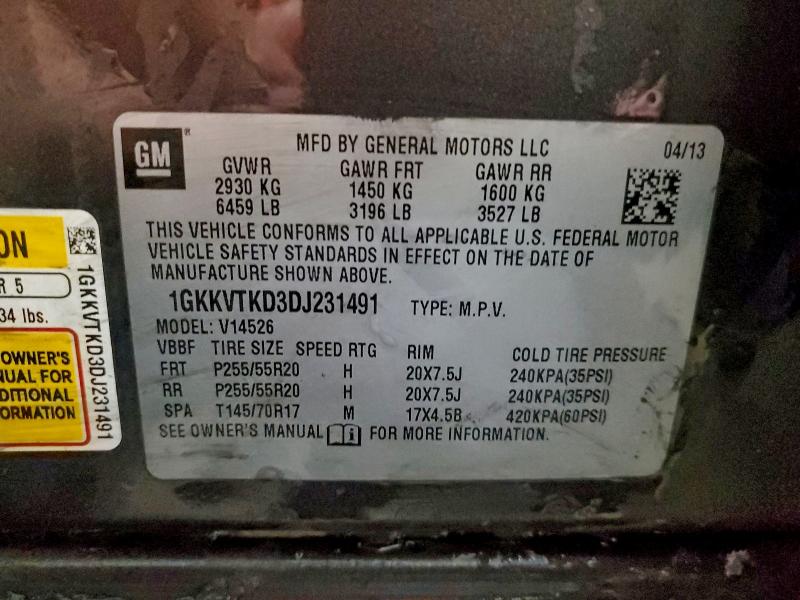 GM
MFD BY GENERAL MOTORS LLC 04/13
GVWR GAWR FRT GAWR RR
2930 KG 1450 KG 1600 KG
6459 LB 3196 LB 3527 LB
THIS VEHICLE CONFORMS TO ALL APPLICABLE U.S. FEDERAL MOTOR
VEHICLE SAFETY STANDARDS IN EFFECT ON THE DATE OF
MANUFACTURE SHOWN ABOVE.
1GKKVTKD3DJ231491 TYPE: M.P.V.
MODEL: V14526
VBBF TIRE SIZE SPEED RTG RIM COLD TIRE PRESSURE
FRT P255/55R20 H 20X7.5J 240KPA(35PSI)
RR P255/55R20 H 20X7.5J 240KPA(35PSI)
SPA T145/70R17 M 17X4.5B 420KPA(60PSI)
SEE OWNER'S MANUAL FOR MORE INFORMATION.
ON
R 5
34 lbs.
OWNER'S
NUAL FOR
DITIONAL
FORMATION
1GKKVTKD3DJ231491